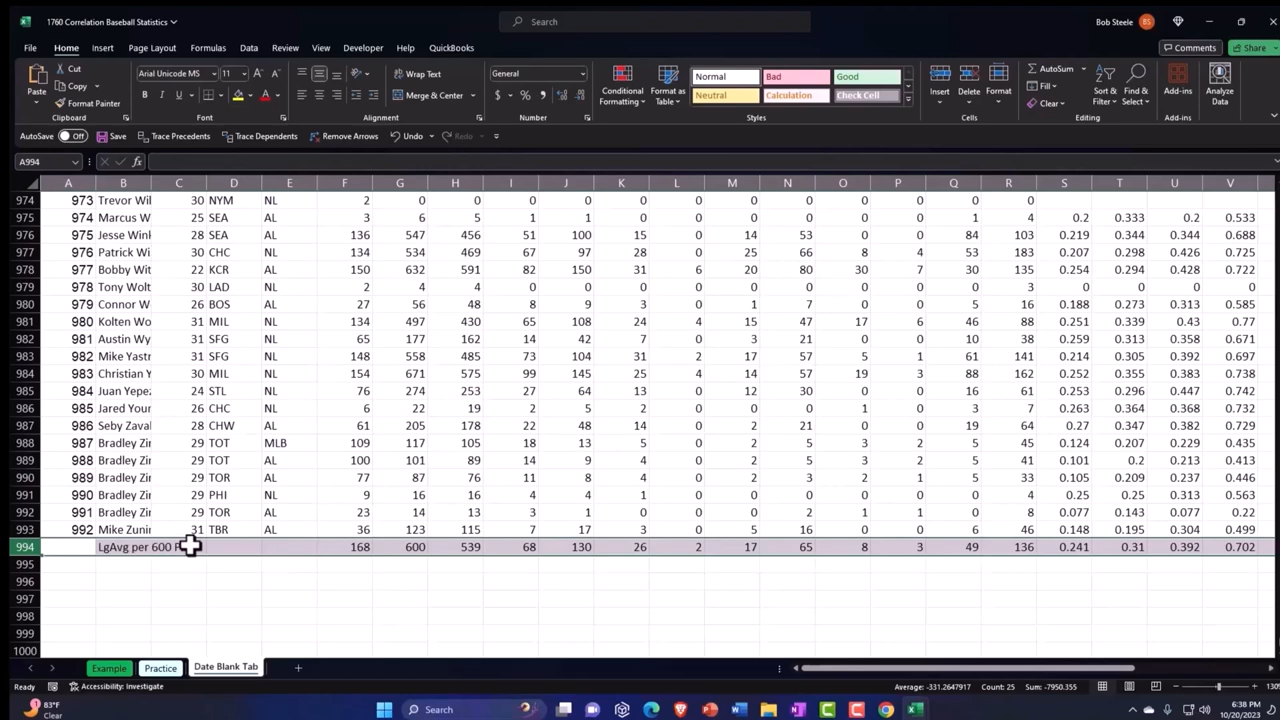 1760 Correlation Baseball Statistics
Search
Bob Steele BS
File Home Insert Page Layout Formulas Data Review View Automate Developer Help QuickBooks
Comments Share
Paste Cut Copy Format Painter Clipboard
Arial Unicode MS 11 B I U A Font
Wrap Text Merge & Center Alignment
General $ % Number
Conditional Formatting Format as Table
Normal Bad Good
Neutral Calculation Check Cell
Styles
Insert Delete Format Cells
AutoSum Fill Clear Sort & Filter Find & Select Editing
Add-ins Add-ins
Analyze Data
AutoSave Off Save Trace Precedents Trace Dependents Remove Arrows Undo Redo
A994 fx
A B C D E F G H I J K L M N O P Q R S T U V
974 973 Trevor Wil 30 NYM NL 2 0 0 0 0 0 0 0 0 0 0 0 0
975 974 Marcus W 25 SEA AL 3 6 5 1 1 0 0 0 0 0 0 1 4 0.2 0.333 0.2 0.533
976 975 Jesse Wink 28 SEA AL 136 547 456 51 100 15 0 14 53 0 0 84 103 0.219 0.344 0.344 0.688
977 976 Patrick Wi 30 CHC NL 134 534 469 67 97 28 0 25 66 8 4 53 183 0.207 0.298 0.426 0.725
978 977 Bobby Wit 22 KCR AL 150 632 591 82 150 31 6 20 80 30 7 30 135 0.254 0.294 0.428 0.722
979 978 Tony Wolt 30 LAD NL 2 4 4 0 0 0 0 0 0 0 0 0 3 0 0 0 0
980 979 Connor W 26 BOS AL 27 56 48 8 9 3 0 1 7 0 0 5 16 0.188 0.273 0.313 0.585
981 980 Kolten Wo 31 MIL NL 134 497 430 65 108 24 4 15 47 17 6 46 88 0.251 0.339 0.43 0.77
982 981 Austin Wy 31 SFG NL 65 177 162 14 42 7 0 3 21 0 0 10 38 0.259 0.313 0.358 0.671
983 982 Mike Yastr 31 SFG NL 148 558 485 73 104 31 2 17 57 5 1 61 141 0.214 0.305 0.392 0.697
984 983 Christian Y 30 MIL NL 154 671 575 99 145 25 4 14 57 19 3 88 162 0.252 0.355 0.383 0.738
985 984 Juan Yepe 24 STL NL 76 274 253 27 64 13 0 12 30 0 0 16 61 0.253 0.296 0.447 0.742
986 985 Jared Your 26 CHC NL 6 22 19 2 5 2 0 0 0 1 0 3 7 0.263 0.364 0.368 0.732
987 986 Seby Zaval 28 CHW AL 61 205 178 22 48 14 0 2 21 0 0 19 64 0.27 0.347 0.382 0.729
988 987 Bradley Zir 29 TOT MLB 109 117 105 18 13 5 0 2 5 3 2 5 45 0.124 0.207 0.229 0.435
989 988 Bradley Zir 29 TOT AL 100 101 89 14 9 4 0 2 5 3 2 5 41 0.101 0.2 0.213 0.413
990 989 Bradley Zir 29 TOR AL 77 87 76 11 8 4 0 2 3 2 1 5 33 0.105 0.209 0.237 0.446
991 990 Bradley Zir 29 PHI NL 9 16 16 4 4 1 0 0 0 1 1 0 4 0.25 0.25 0.313 0.563
992 991 Bradley Zir 29 TOR AL 23 14 13 3 1 0 0 0 2 1 1 0 8 0.077 0.143 0.077 0.22
993 992 Mike Zunin 31 TBR AL 36 123 115 7 17 3 0 5 16 0 0 6 46 0.148 0.195 0.304 0.499
994 LgAvg per 600 168 600 539 68 130 26 2 17 65 8 3 49 136 0.241 0.31 0.392 0.702
995
996
997
998
999
1000
Example Practice Date Blank Tab
Ready Accessibility: Investigate Average: -331.2647917 Count: 25 Sum: -7950.355 130%
83°F
Clear
Search
6:38 PM
10/20/2023